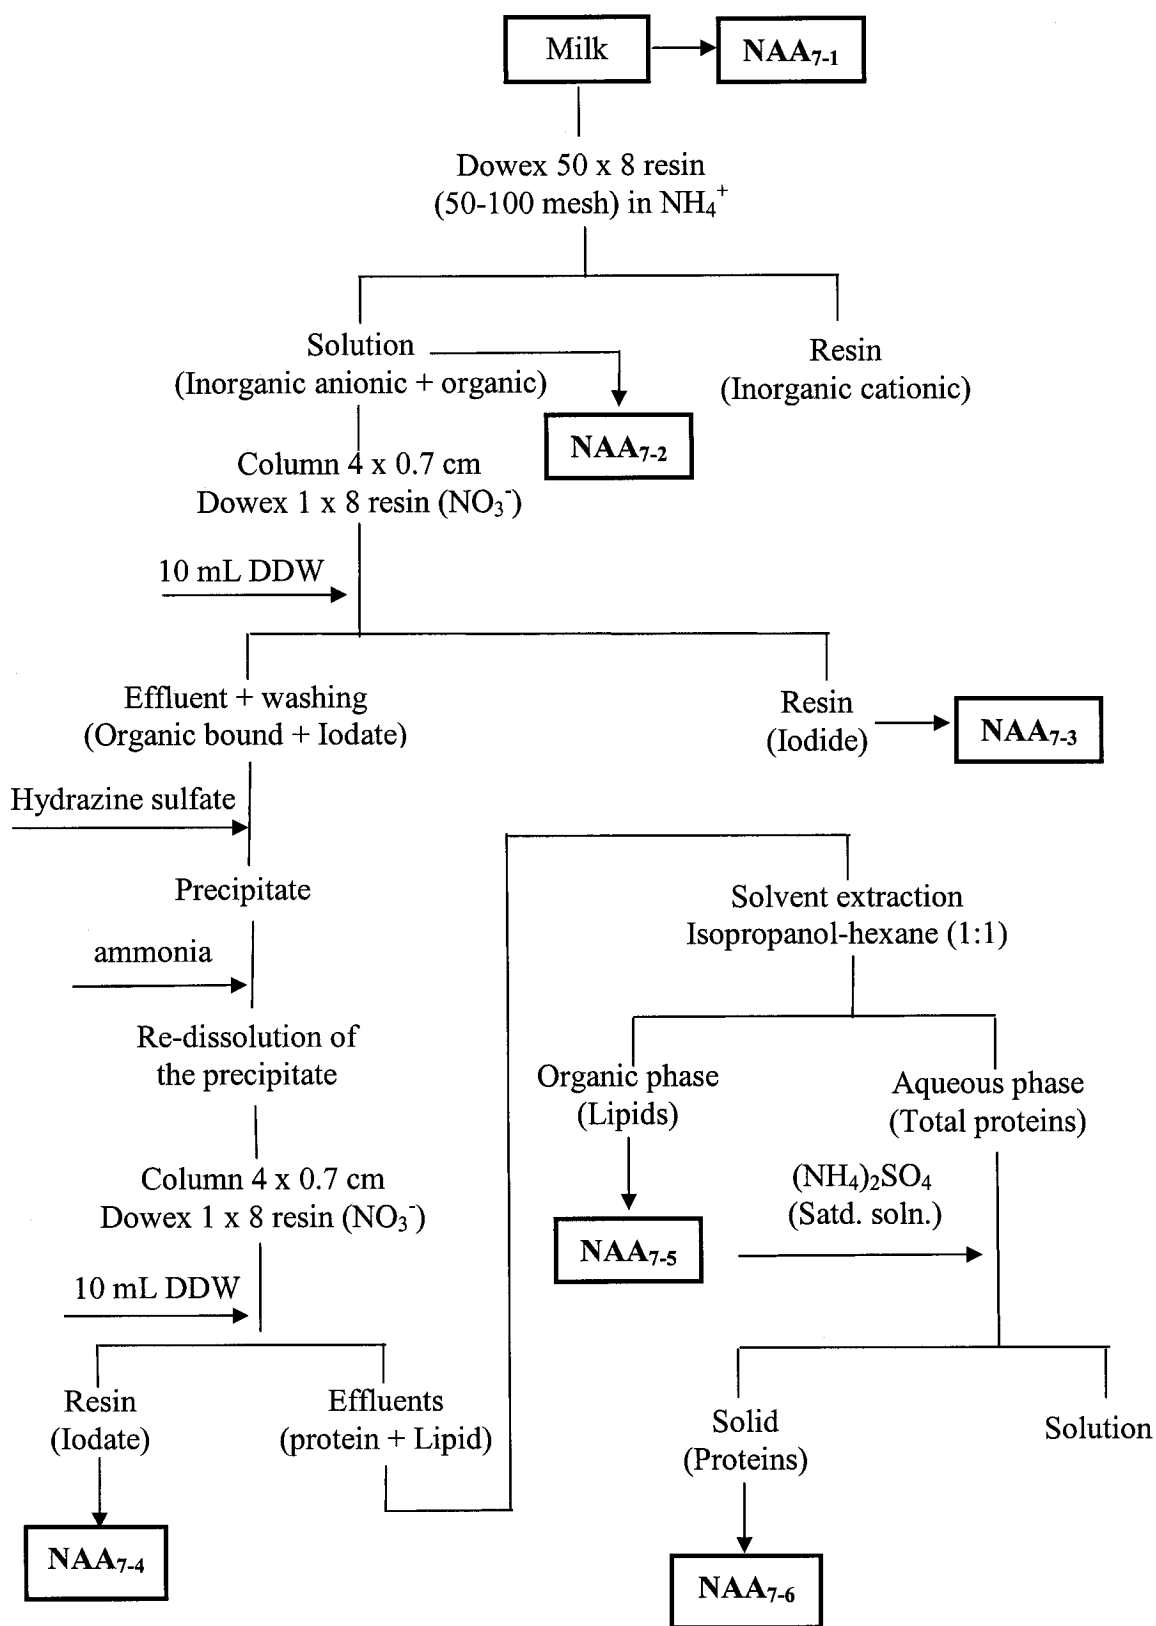 Milk
NAA7-1
Dowex 50 x 8 resin
(50-100 mesh) in NH4+
Solution
(Inorganic anionic + organic)
Resin
(Inorganic cationic)
NAA7-2
Column 4 x 0.7 cm
Dowex 1 x 8 resin (NO3-)
10 mL DDW
Effluent + washing
(Organic bound + Iodate)
Resin
(Iodide)
NAA7-3
Hydrazine sulfate
Precipitate
ammonia
Re-dissolution of
the precipitate
Column 4 x 0.7 cm
Dowex 1 x 8 resin (NO3-)
10 mL DDW
Resin
(Iodate)
Effluents
(protein + Lipid)
NAA7-4
Solvent extraction
Isopropanol-hexane (1:1)
Organic phase
(Lipids)
Aqueous phase
(Total proteins)
NAA7-5
(NH4)2SO4
(Satd. soln.)
Solid
(Proteins)
Solution
NAA7-6